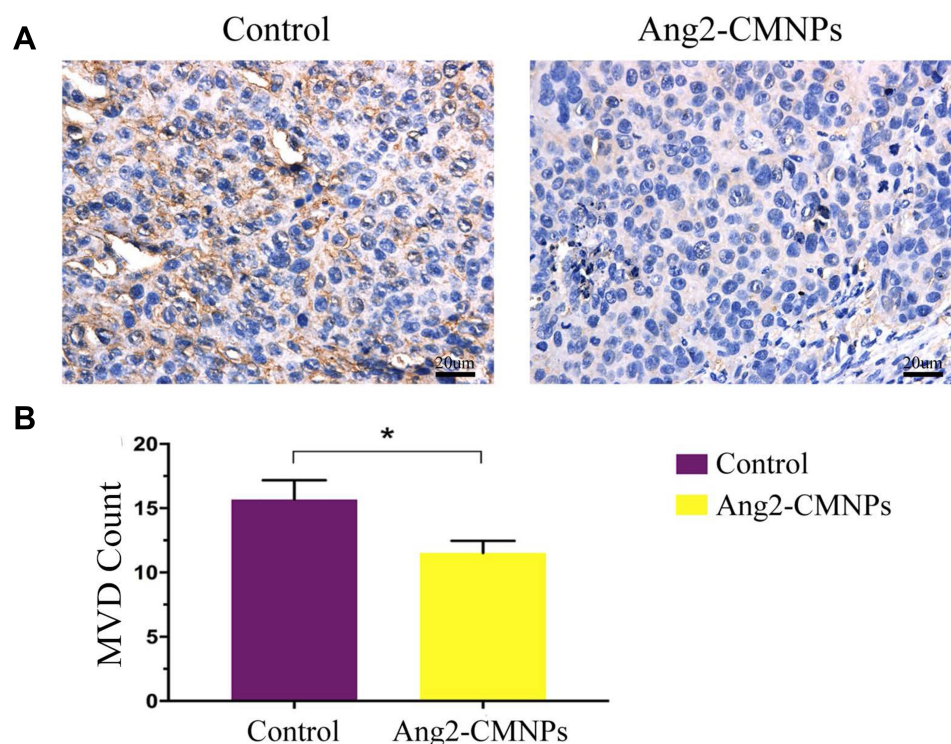 A
Control
Ang2-CMNPs
20um
20um
B
*
20
15
10
5
0
MVD Count
Control
Ang2-CMNPs
Control
Ang2-CMNPs